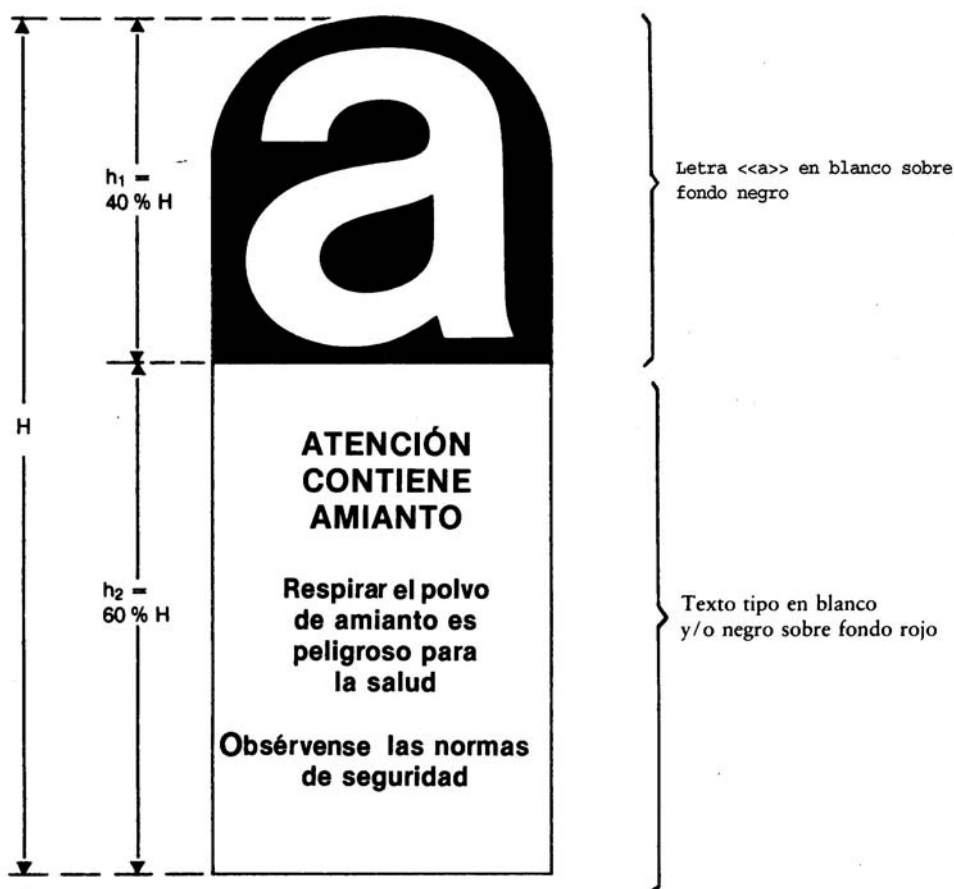 a
h₁ =
40 % H
Letra <<a>> en blanco sobre
fondo negro
H
ATENCIÓN
CONTIENE
AMIANTO
h₂ =
60 % H
Respirar el polvo
de amianto es
peligroso para
la salud
Texto tipo en blanco
y/o negro sobre fondo rojo
Obsérvense las normas
de seguridad